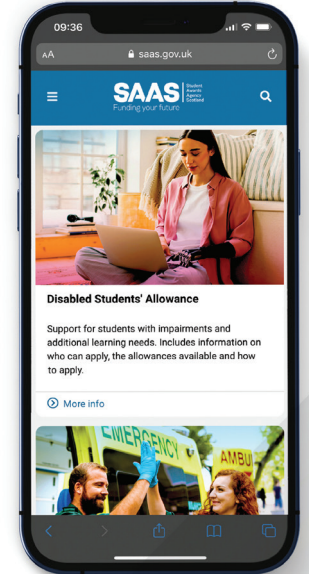 09:36
AA saas.gov.uk
SAAS Student
Awards
Agency
Scotland
Funding your future
Disabled Students' Allowance
Support for students with impairments and
additional learning needs. Includes information on
who can apply, the allowances available and how
to apply.
More info
EMERGENCY
AMBU